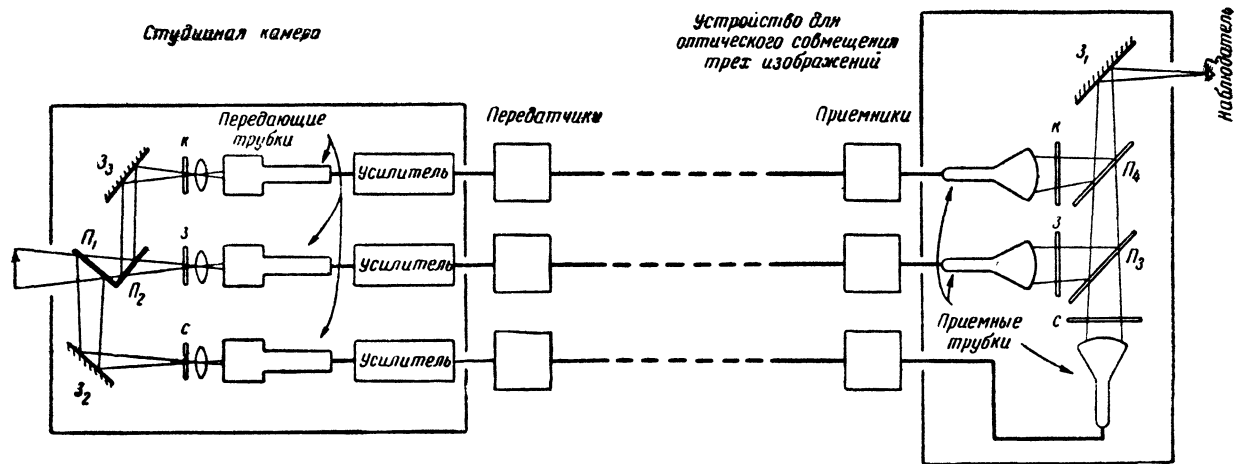 Студийная камера
Устройство для
оптического совмещения
трех изображений
З₁
Наблюдатель
Передающие
трубки
Передатчики
Приемники
к
З₃
Усилитель
к
П₄
П₁
з
П₂
Усилитель
з
П₃
с
З₂
Усилитель
Приемные
трубки
с